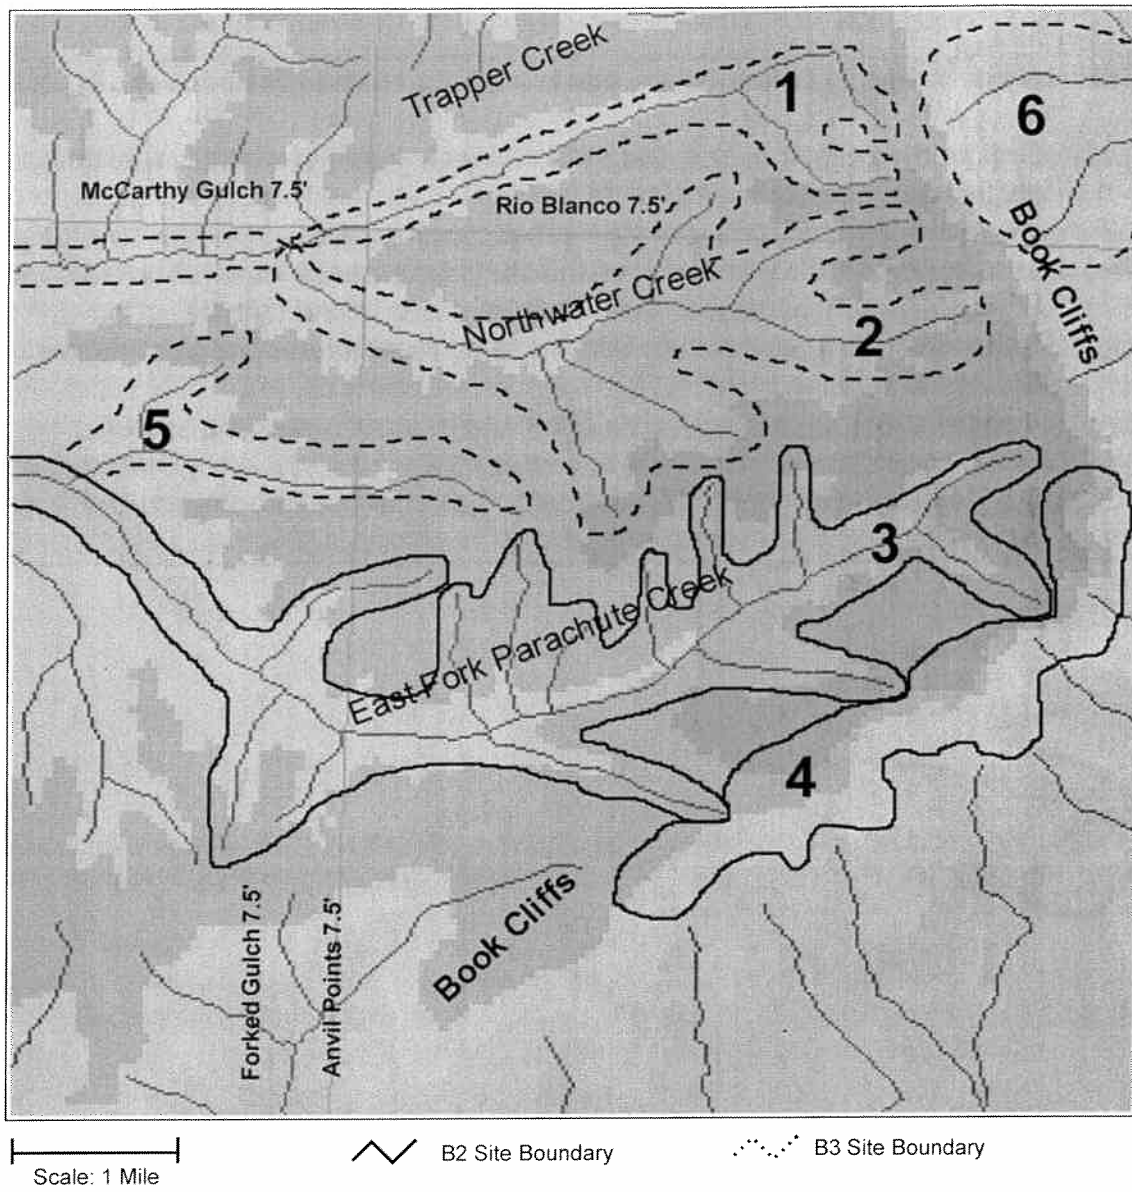 Trapper Creek
1
6
McCarthy Gulch 7.5'
Rio Blanco 7.5'
Book Cliffs
Northwater Creek
2
5
3
East Fork Parachute Creek
4
Book Cliffs
Forked Gulch 7.5'
Anvil Points 7.5'
Scale: 1 Mile
B2 Site Boundary
B3 Site Boundary